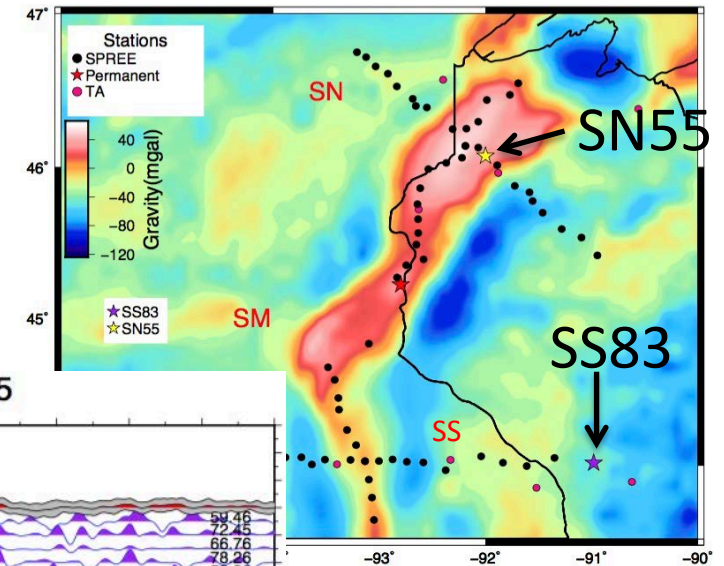 47°
46°
45°
Stations
SPREE
Permanent
TA
40
0
−40
−80
−120
Gravity(mgal)
SS83
SN55
SN
SM
SS
SN55
SS83
5
59.46
72.45
66.76
78.26
−93°
−92°
−91°
−90°